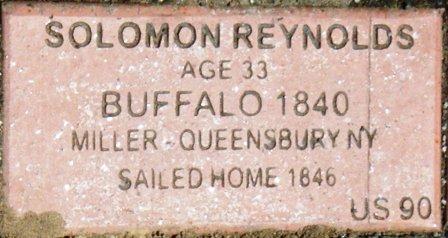 SOLOMON REYNOLDS
AGE 33
BUFFALO 1840
MILLER - QUEENSBURY NY
SAILED HOME 1846
US 90